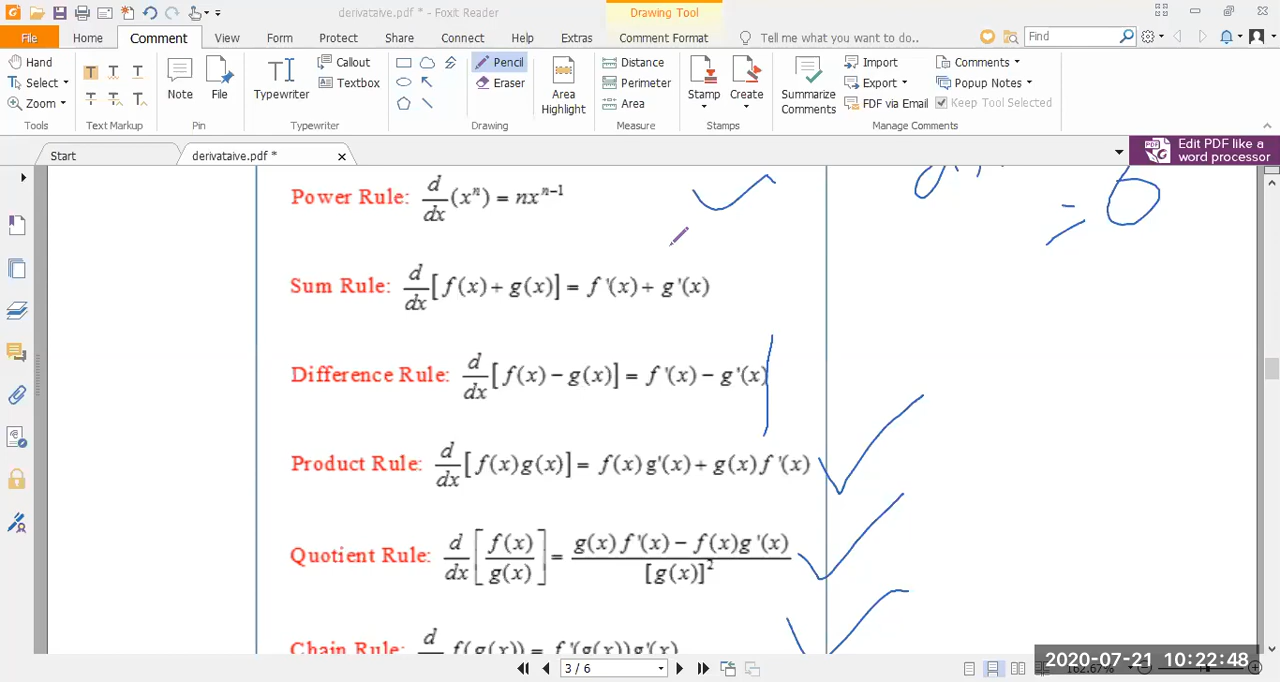 derivataive.pdf * - Foxit Reader
Drawing Tool
File Home Comment View Form Protect Share Connect Help Extras Comment Format Tell me what you want to do.. Find
Hand
Select
Zoom
Tools
Text Markup
Note
File
Pin
Typewriter
Callout
Textbox
Typewriter
Pencil
Eraser
Drawing
Area Highlight
Distance
Perimeter
Area
Measure
Stamp
Create
Stamps
Summarize Comments
Import
Export
FDF via Email
Comments
Popup Notes
Keep Tool Selected
Manage Comments
Start
derivataive.pdf *
Edit PDF like a word processor
Power Rule: d/dx (xⁿ) = nxⁿ⁻¹
Sum Rule: d/dx [f(x) + g(x)] = f '(x) + g '(x)
Difference Rule: d/dx [f(x) − g(x)] = f '(x) − g '(x)
Product Rule: d/dx [f(x)g(x)] = f(x)g'(x) + g(x)f '(x)
Quotient Rule: d/dx [f(x)/g(x)] = g(x)f '(x) − f(x)g '(x) / [g(x)]²
Chain Rule: d f(g(x)) = f '(g(x))g'(x)
3 / 6
2020-07-21 10:22:48